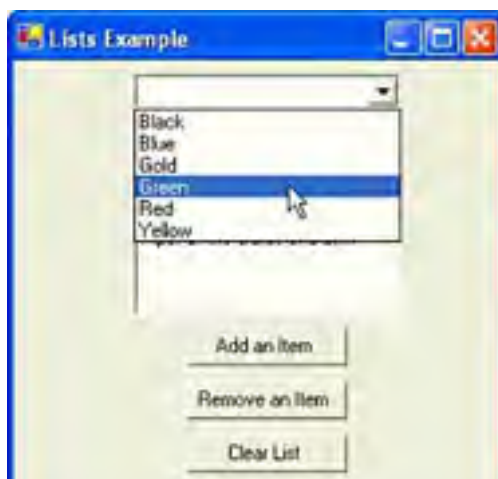 Lists Example
Black
Blue
Gold
Green
Red
Yellow
Add an Item
Remove an Item
Clear List